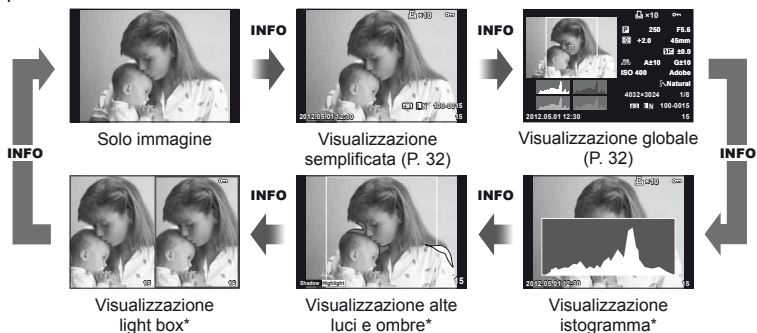 INFO
INFO
×10
×10
P 250 F5.6
+2.0 45mm
±0.0
A±10 G±10
ISO 400 Adobe
Natural
4032×3024 1/8
N 100-0015
N 100-0015
2012.05.01 12:30 15
2012.05.01 12:30 15
Solo immagine
Visualizzazione
semplificata (P. 32)
Visualizzazione globale
(P. 32)
INFO
INFO
INFO
INFO
×10
15
16
Shadow Highlight
15
2012.05.01 12:30 15
Visualizzazione
light box*
Visualizzazione alte
luci e ombre*
Visualizzazione
istogramma*